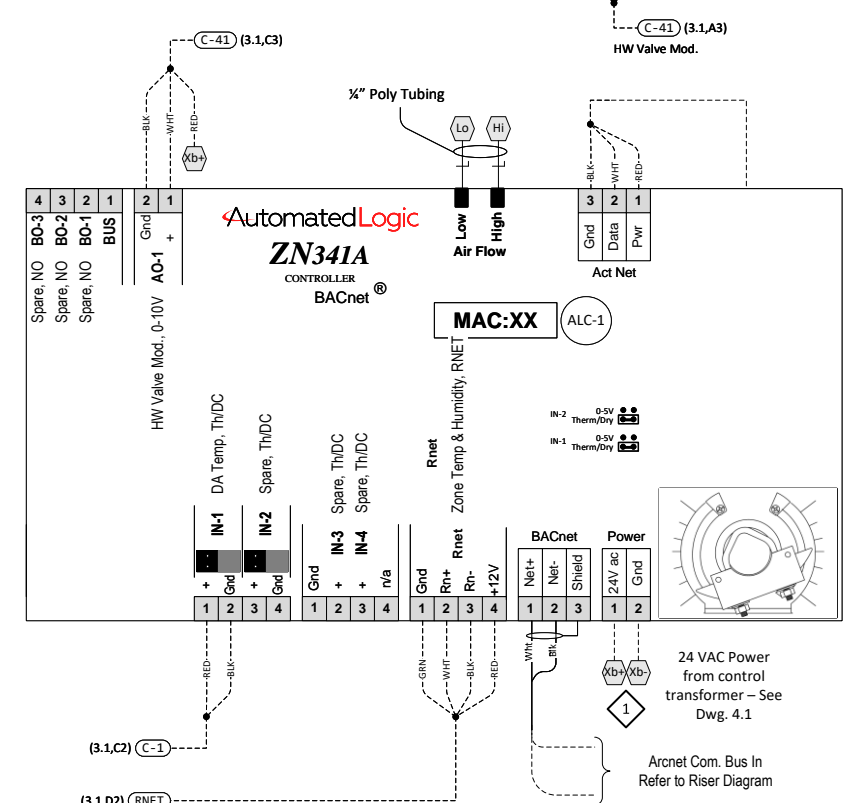 C-41 (3.1,A3)
HW Valve Mod.
C-41 (3.1,C3)
¼" Poly Tubing
Lo Hi
BLK WHT RED
Xb+
BLK WHT RED
4 3 2 1
BO-3 BO-2 BO-1 BUS
Spare, NO Spare, NO Spare, NO
2 1
Gnd +
AO-1
HW Valve Mod., 0-10V
AutomatedLogic
ZN341A
CONTROLLER
BACnet ®
Low High
Air Flow
3 2 1
Gnd Data Pwr
Act Net
MAC:XX
ALC-1
IN-2 0-5V
Therm/Dry
IN-1 0-5V
Therm/Dry
DA Temp, Th/DC
IN-1
Spare, Th/DC
IN-2
+ Gnd + Gnd
1 2 3 4
Spare, Th/DC
IN-3
Spare, Th/DC
IN-4
Gnd + + n/a
1 2 3 4
Rnet
Zone Temp & Humidity, RNET
Rnet
Gnd Rn+ Rn- +12V
1 2 3 4
BACnet
Net+ Net- Shield
1 2 3
Power
24V ac Gnd
1 2
RED BLK
GRN WHT BLK RED
Wht Blk
Xb+ Xb-
1
24 VAC Power
from control
transformer – See
Dwg. 4.1
(3.1,C2) C-1
Arcnet Com. Bus In
Refer to Riser Diagram
(3.1,D2) RNET